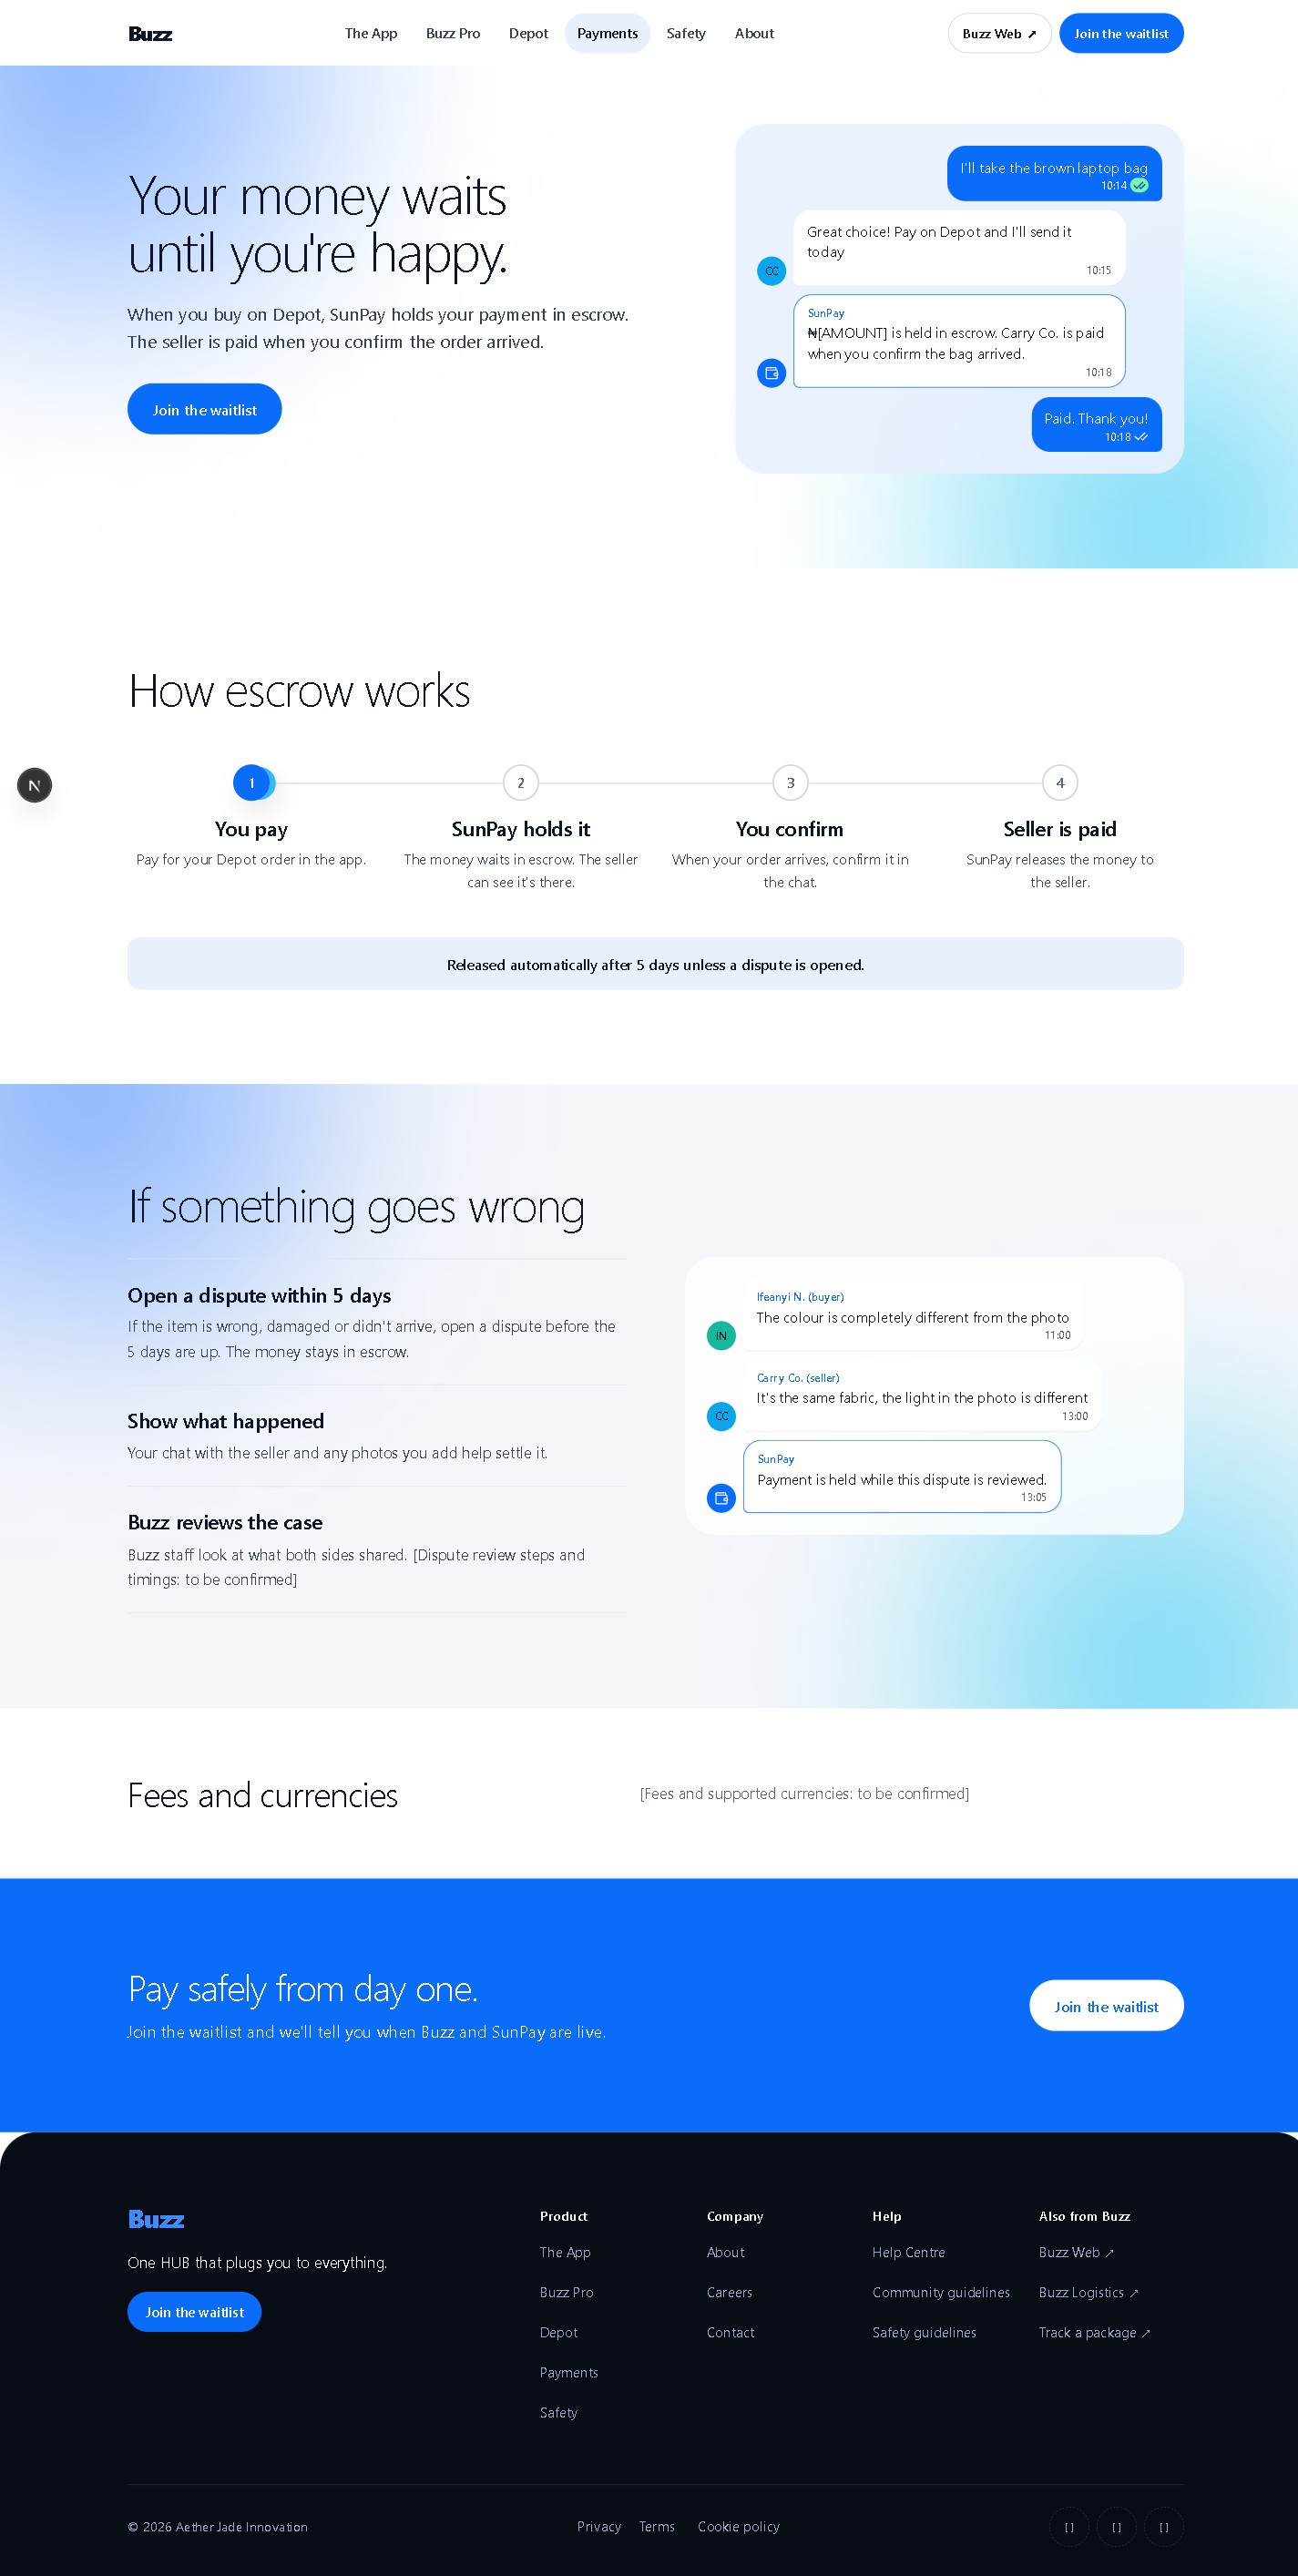 Buzz
The App
Buzz Pro
Depot
Payments
Safety
About
Buzz Web ↗
Join the waitlist
Your money waits
until you're happy.
When you buy on Depot, SunPay holds your payment in escrow.
The seller is paid when you confirm the order arrived.
Join the waitlist
I'll take the brown laptop bag
10:14
Great choice! Pay on Depot and I'll send it
today
10:15
CC
SunPay
₦[AMOUNT] is held in escrow. Carry Co. is paid
when you confirm the bag arrived.
10:18
Paid. Thank you!
10:18
How escrow works
N
1
2
3
4
You pay
Pay for your Depot order in the app.
SunPay holds it
The money waits in escrow. The seller
can see it's there.
You confirm
When your order arrives, confirm it in
the chat.
Seller is paid
SunPay releases the money to
the seller.
Released automatically after 5 days unless a dispute is opened.
If something goes wrong
Open a dispute within 5 days
If the item is wrong, damaged or didn't arrive, open a dispute before the
5 days are up. The money stays in escrow.
Show what happened
Your chat with the seller and any photos you add help settle it.
Buzz reviews the case
Buzz staff look at what both sides shared. [Dispute review steps and
timings: to be confirmed]
Ifeanyi N. (buyer)
The colour is completely different from the photo
11:00
IN
Carry Co. (seller)
It's the same fabric, the light in the photo is different
13:00
CC
SunPay
Payment is held while this dispute is reviewed.
13:05
Fees and currencies
[Fees and supported currencies: to be confirmed]
Pay safely from day one.
Join the waitlist and we'll tell you when Buzz and SunPay are live.
Join the waitlist
Buzz
One HUB that plugs you to everything.
Join the waitlist
Product
The App
Buzz Pro
Depot
Payments
Safety
Company
About
Careers
Contact
Help
Help Centre
Community guidelines
Safety guidelines
Also from Buzz
Buzz Web ↗
Buzz Logistics ↗
Track a package ↗
© 2026 Aether Jade Innovation
Privacy
Terms
Cookie policy
[ ]
[ ]
[ ]